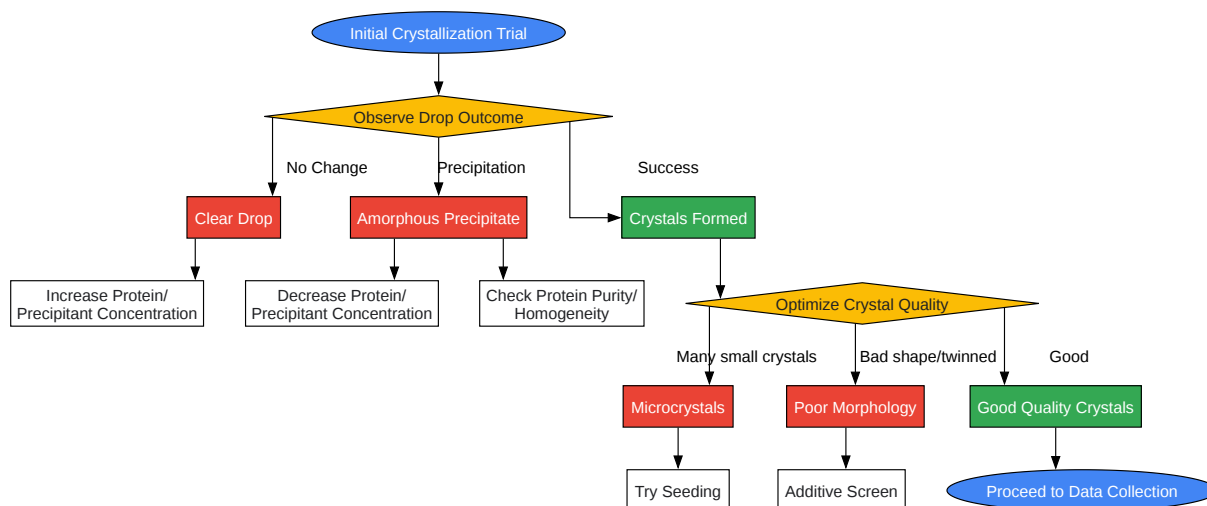 Initial Crystallization Trial
Observe Drop Outcome
No Change
Precipitation
Success
Clear Drop
Amorphous Precipitate
Crystals Formed
Increase Protein/
Precipitant Concentration
Decrease Protein/
Precipitant Concentration
Check Protein Purity/
Homogeneity
Optimize Crystal Quality
Many small crystals
Bad shape/twinned
Good
Microcrystals
Poor Morphology
Good Quality Crystals
Try Seeding
Additive Screen
Proceed to Data Collection